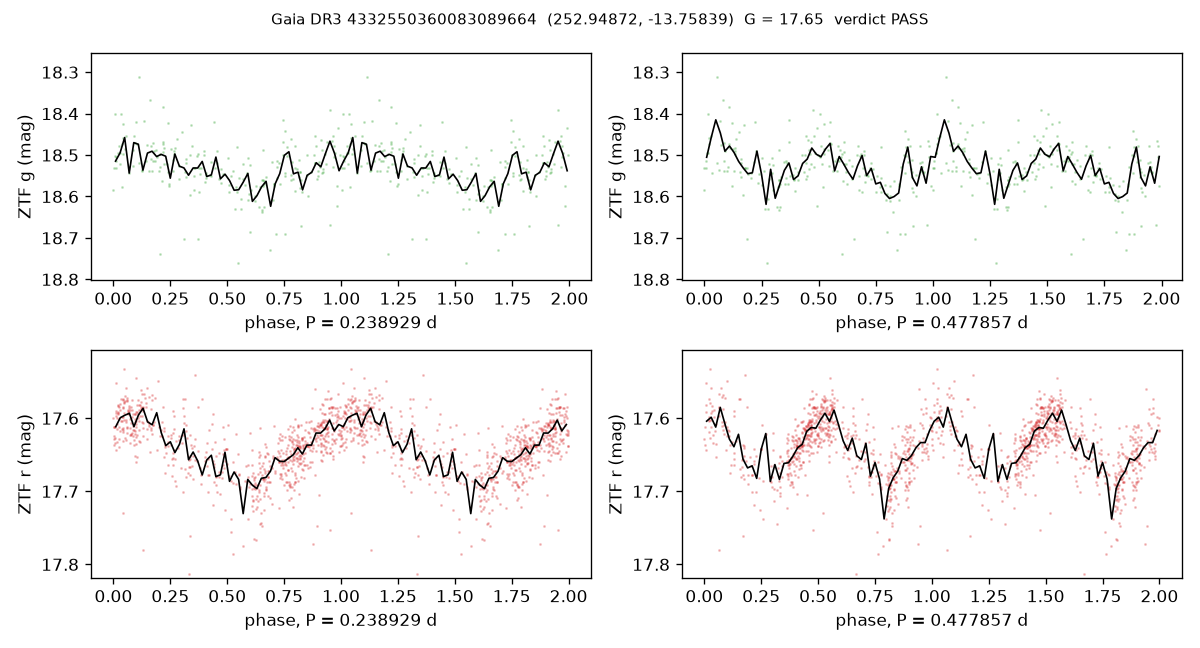 Gaia DR3 4332550360083089664  (252.94872, -13.75839)  G = 17.65  verdict PASS
ZTF g (mag)
18.3
18.4
18.5
18.6
18.7
18.8
0.00 0.25 0.50 0.75 1.00 1.25 1.50 1.75 2.00
phase, P = 0.238929 d
ZTF g (mag)
18.3
18.4
18.5
18.6
18.7
18.8
0.00 0.25 0.50 0.75 1.00 1.25 1.50 1.75 2.00
phase, P = 0.477857 d
ZTF r (mag)
17.6
17.7
17.8
0.00 0.25 0.50 0.75 1.00 1.25 1.50 1.75 2.00
phase, P = 0.238929 d
ZTF r (mag)
17.6
17.7
17.8
0.00 0.25 0.50 0.75 1.00 1.25 1.50 1.75 2.00
phase, P = 0.477857 d